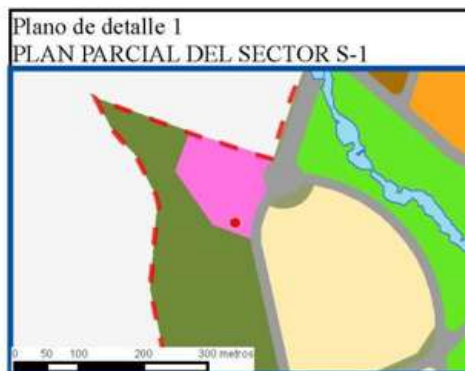 Plano de detalle 1
PLAN PARCIAL DEL SECTOR S-1
0 50 100 200 300 metros